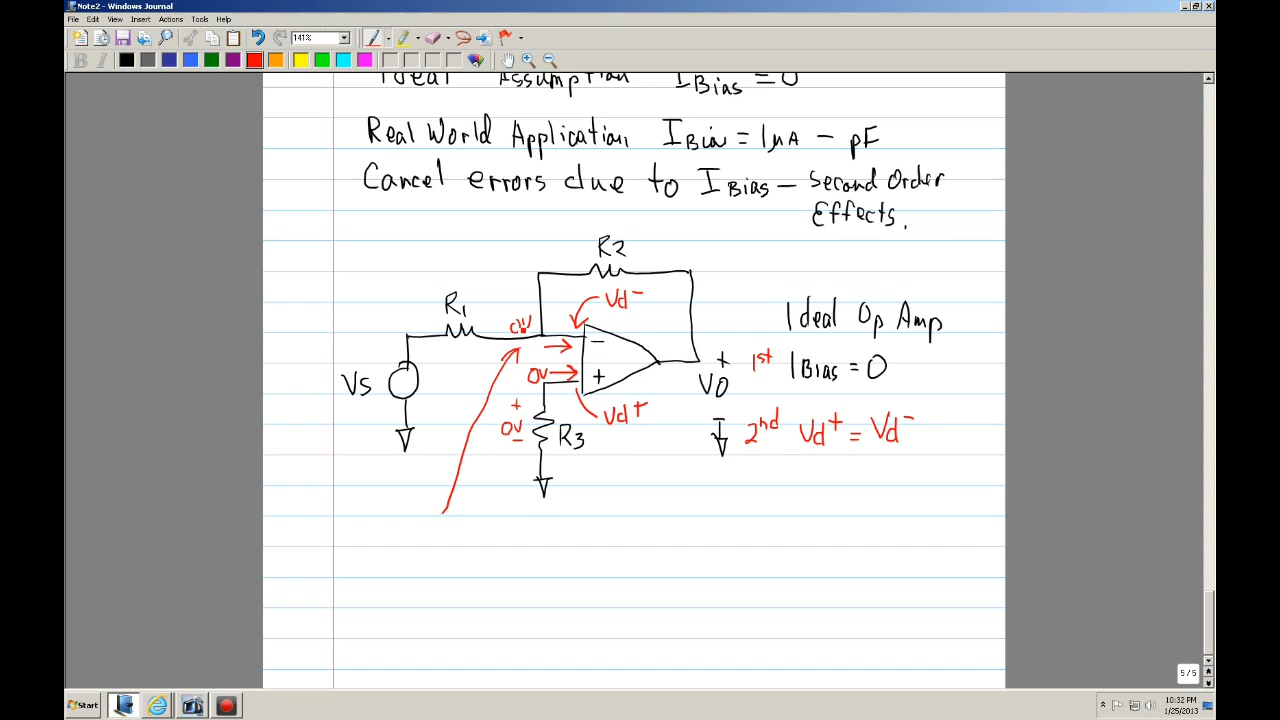 Note2 - Windows Journal
File Edit View Insert Actions Tools Help
141%
B I
Ideal Assumption IBias = 0
Real World Application, IBias = 1μA - pF
Cancel errors due to IBias - Second Order
Effects.
R2
R1
Vd-
0V
Ideal Op Amp
VS
-
+
0V
+
VO
-
1st IBias = 0
+
0V
-
Vd+
R3
2nd Vd+ = Vd-
5/5
Start
10:32 PM
1/25/2013